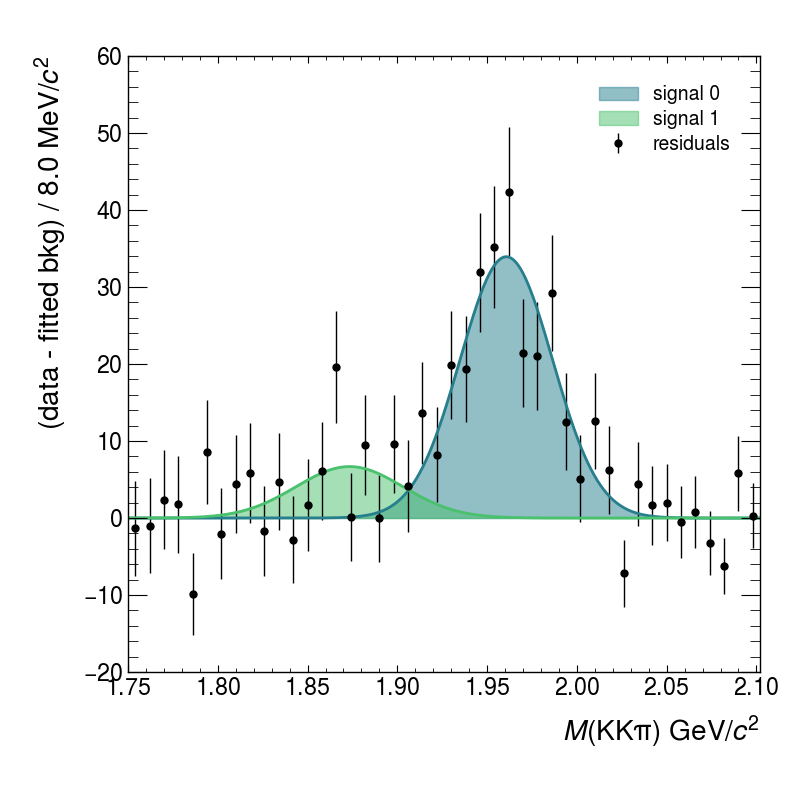 (data - fitted bkg) / 8.0 MeV/c²
60
50
40
30
20
10
0
−10
−20
signal 0
signal 1
residuals
1.75 1.80 1.85 1.90 1.95 2.00 2.05 2.10
M(KKπ) GeV/c²